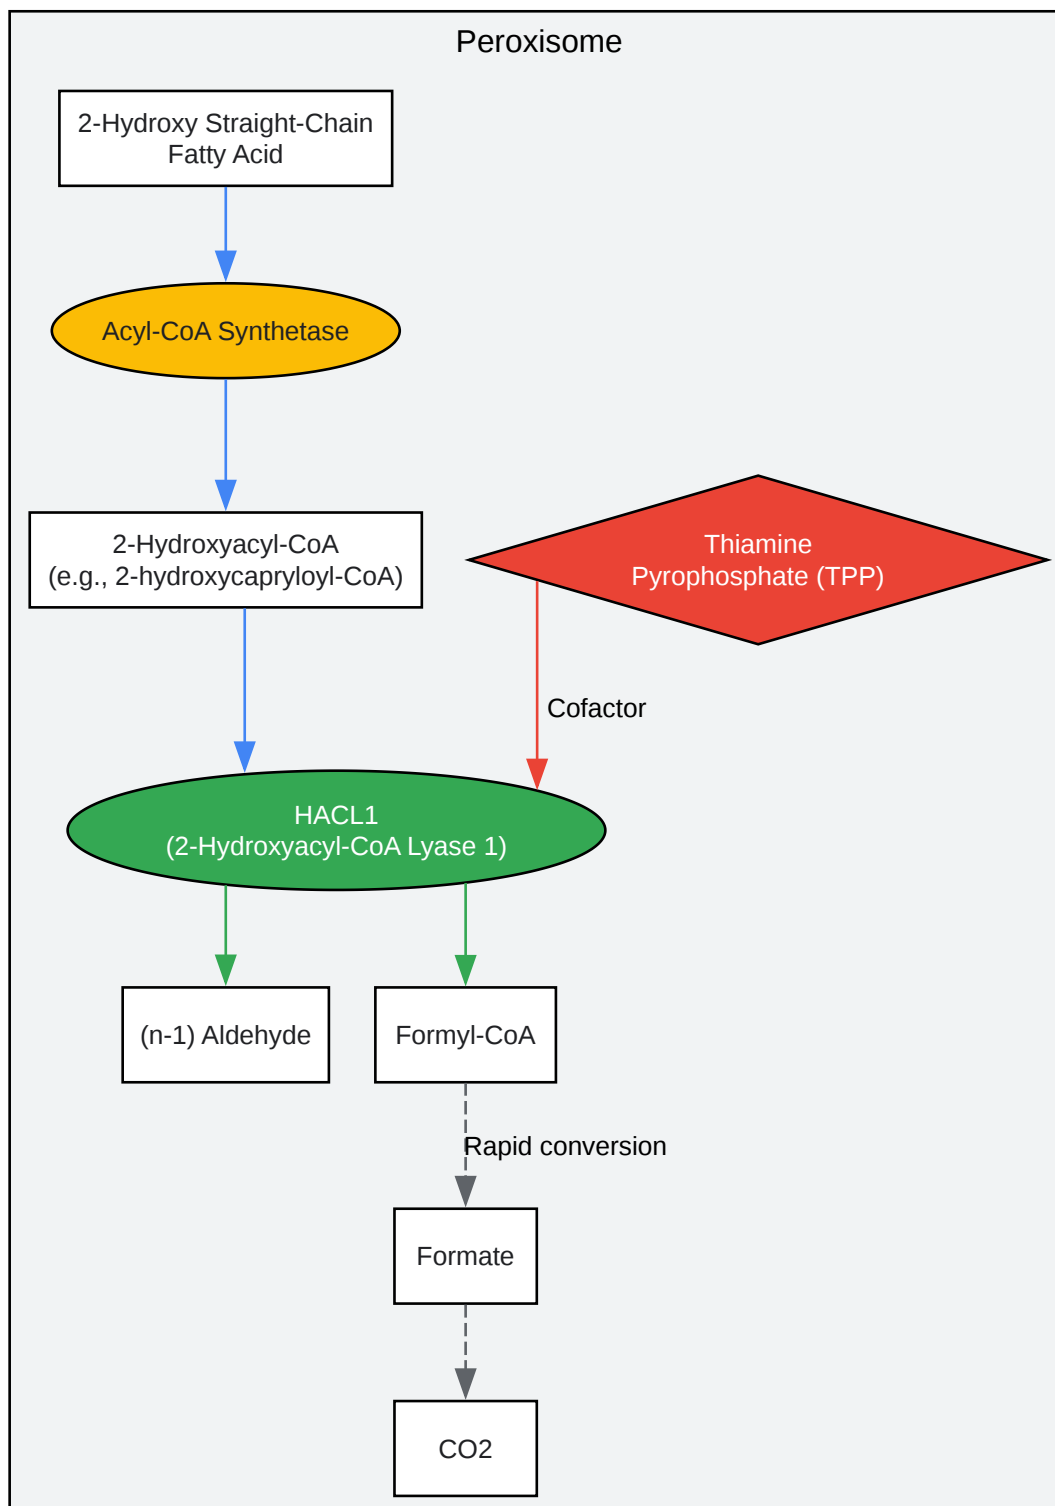 Peroxisome
2-Hydroxy Straight-Chain
Fatty Acid
Acyl-CoA Synthetase
2-Hydroxyacyl-CoA
(e.g., 2-hydroxycapryloyl-CoA)
Thiamine
Pyrophosphate (TPP)
Cofactor
HACL1
(2-Hydroxyacyl-CoA Lyase 1)
(n-1) Aldehyde
Formyl-CoA
Rapid conversion
Formate
CO2